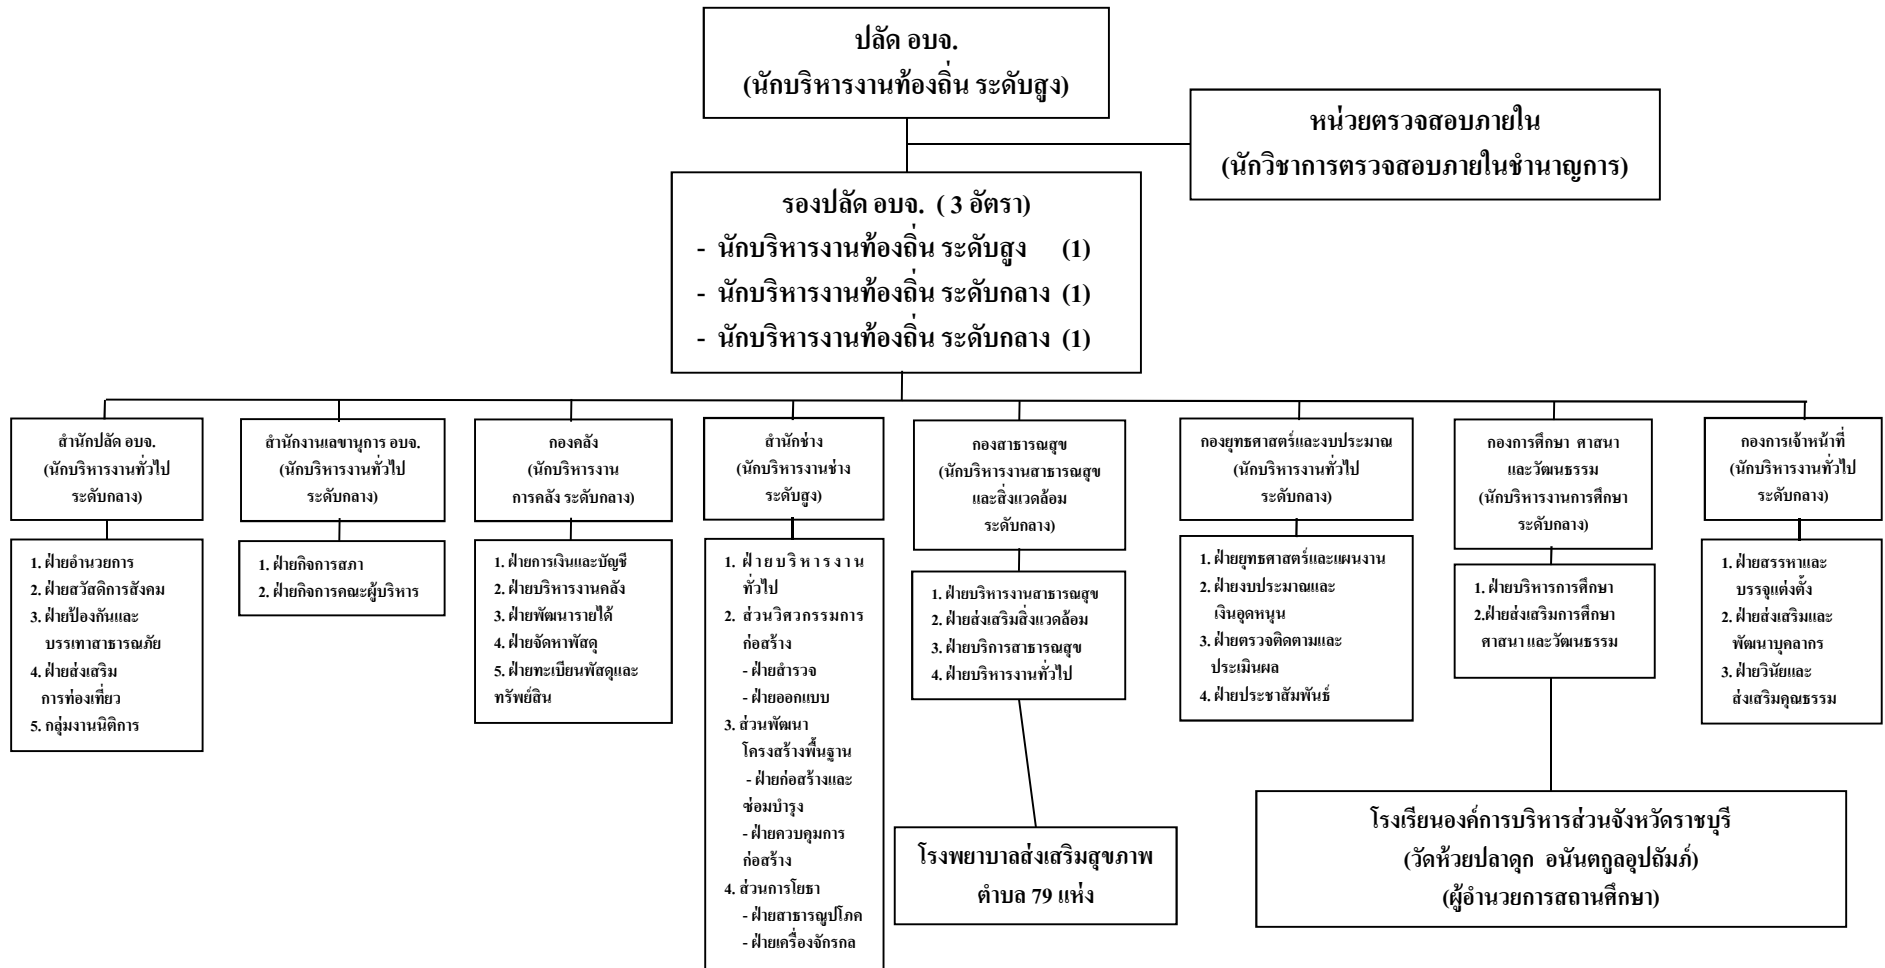 ปลัด อบจ.
(นักบริหารงานท้องถิ่น ระดับสูง)
หน่วยตรวจสอบภายใน
(นักวิชาการตรวจสอบภายในชำนาญการ)
รองปลัด อบจ. ( 3 อัตรา)
- นักบริหารงานท้องถิ่น ระดับสูง (1)
- นักบริหารงานท้องถิ่น ระดับกลาง (1)
- นักบริหารงานท้องถิ่น ระดับกลาง (1)
สำนักปลัด อบจ.
(นักบริหารงานทั่วไป
ระดับกลาง)
1. ฝ่ายอำนวยการ
2. ฝ่ายสวัสดิการสังคม
3. ฝ่ายป้องกันและ
บรรเทาสาธารณภัย
4. ฝ่ายส่งเสริม
การท่องเที่ยว
5. กลุ่มงานนิติการ
สำนักงานเลขานุการ อบจ.
(นักบริหารงานทั่วไป
ระดับกลาง)
1. ฝ่ายกิจการสภา
2. ฝ่ายกิจการคณะผู้บริหาร
กองคลัง
(นักบริหารงาน
การคลัง ระดับกลาง)
1. ฝ่ายการเงินและบัญชี
2. ฝ่ายบริหารงานคลัง
3. ฝ่ายพัฒนารายได้
4. ฝ่ายจัดหาพัสดุ
5. ฝ่ายทะเบียนพัสดุและ
ทรัพย์สิน
สำนักช่าง
(นักบริหารงานช่าง
ระดับสูง)
1. ฝ่ายบริหารงาน
ทั่วไป
2. ส่วนวิศวกรรมการ
ก่อสร้าง
- ฝ่ายสำรวจ
- ฝ่ายออกแบบ
3. ส่วนพัฒนา
โครงสร้างพื้นฐาน
- ฝ่ายก่อสร้างและ
ซ่อมบำรุง
- ฝ่ายควบคุมการ
ก่อสร้าง
4. ส่วนการโยธา
- ฝ่ายสาธารณูปโภค
- ฝ่ายเครื่องจักรกล
กองสาธารณสุข
(นักบริหารงานสาธารณสุข
และสิ่งแวดล้อม
ระดับกลาง)
1. ฝ่ายบริหารงานสาธารณสุข
2. ฝ่ายส่งเสริมสิ่งแวดล้อม
3. ฝ่ายบริการสาธารณสุข
4. ฝ่ายบริหารงานทั่วไป
โรงพยาบาลส่งเสริมสุขภาพ
ตำบล 79 แห่ง
กองยุทธศาสตร์และงบประมาณ
(นักบริหารงานทั่วไป
ระดับกลาง)
1. ฝ่ายยุทธศาสตร์และแผนงาน
2. ฝ่ายงบประมาณและ
เงินอุดหนุน
3. ฝ่ายตรวจติดตามและ
ประเมินผล
4. ฝ่ายประชาสัมพันธ์
กองการศึกษา ศาสนา
และวัฒนธรรม
(นักบริหารงานการศึกษา
ระดับกลาง)
1. ฝ่ายบริหารการศึกษา
2.ฝ่ายส่งเสริมการศึกษา
ศาสนา และวัฒนธรรม
โรงเรียนองค์การบริหารส่วนจังหวัดราชบุรี
(วัดห้วยปลาดุก อนันตกูลอุปถัมภ์)
(ผู้อำนวยการสถานศึกษา)
กองการเจ้าหน้าที่
(นักบริหารงานทั่วไป
ระดับกลาง)
1. ฝ่ายสรรหาและ
บรรจุแต่งตั้ง
2. ฝ่ายส่งเสริมและ
พัฒนาบุคลากร
3. ฝ่ายวินัยและ
ส่งเสริมคุณธรรม